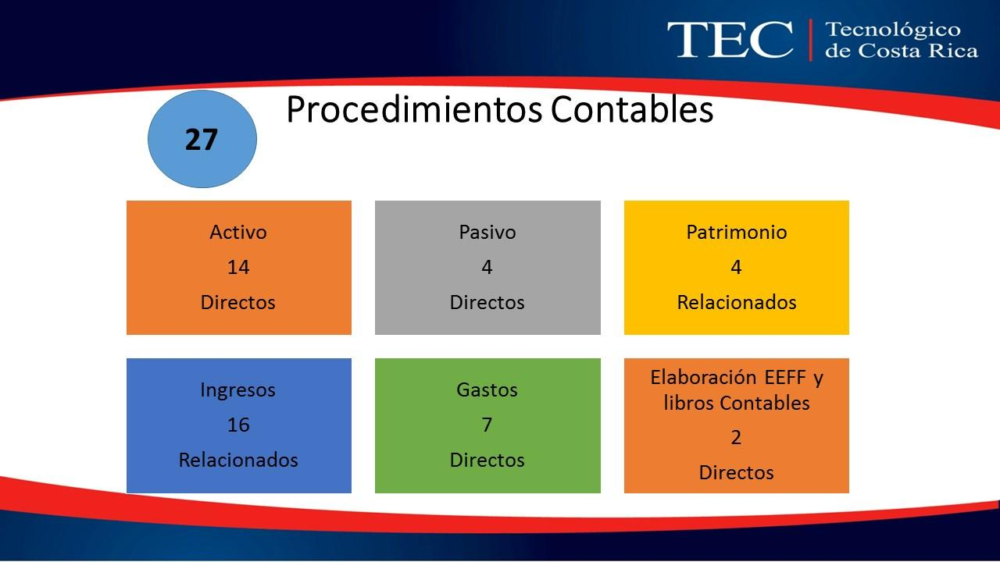 TEC
Tecnológico
de Costa Rica
Procedimientos Contables
27
Activo
14
Directos
Pasivo
4
Directos
Patrimonio
4
Relacionados
Ingresos
16
Relacionados
Gastos
7
Directos
Elaboración EEFF y
libros Contables
2
Directos